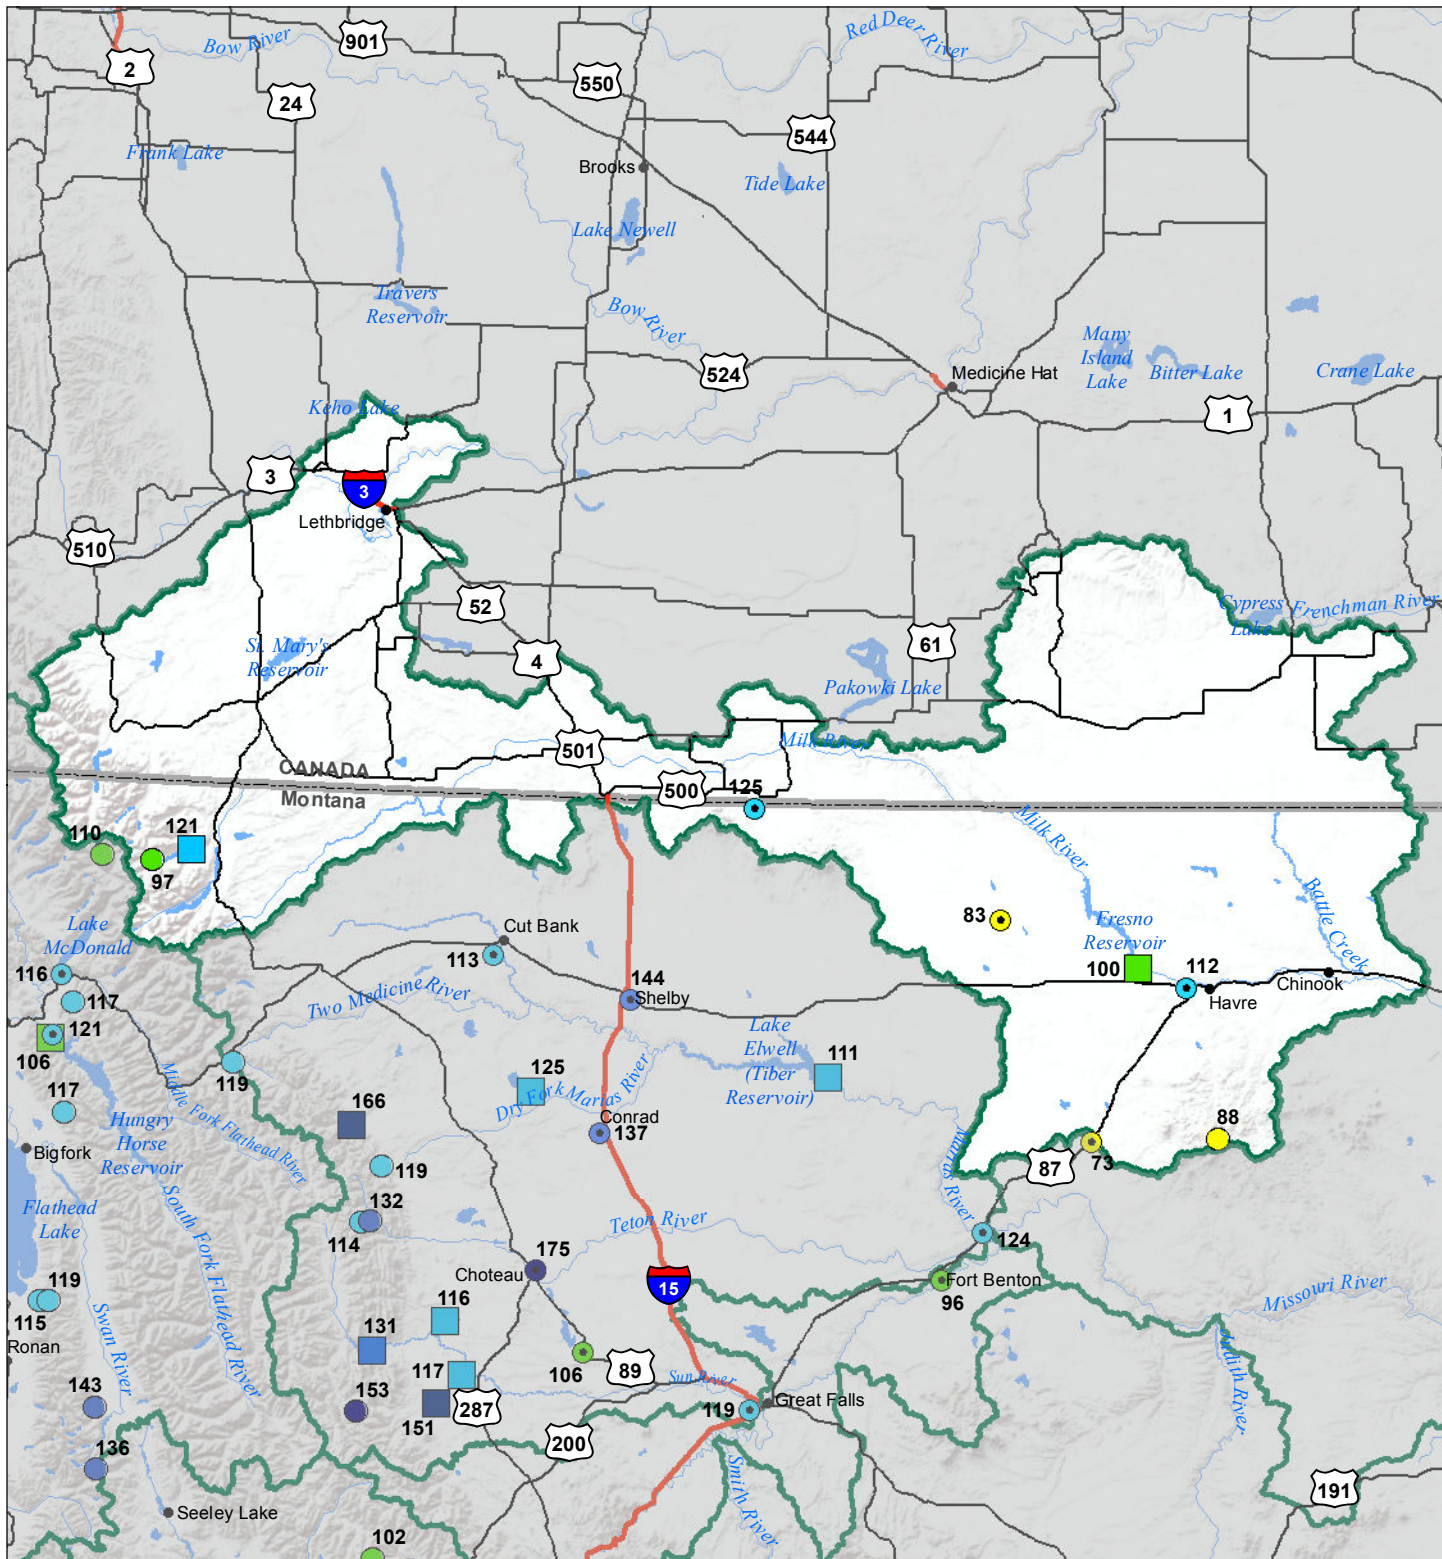 Bow River
901
Red Deer
River
2
24
550
544
Frank Lake
Brooks
Tide Lake
Lake Newell
Travers
Reservoir
Bow River
Many
Island
Lake
Bitter Lake
Crane Lake
524
Medicine Hat
Keho Lake
1
3
3
Lethbridge
510
52
Cypress
Lake
Frenchman River
St. Mary's
Reservoir
4
61
Pakowki Lake
501
Milk River
CANADA
Montana
500
125
110
121
97
Milk River
Battle Creek
Lake
McDonald
Cut Bank
113
83
Fresno
Reservoir
100
112
Havre
Chinook
116
117
121
106
Two Medicine River
144
Shelby
119
Middle Fork Flathead River
125
Dry Fork Marias River
Lake
Elwell
(Tiber
Reservoir)
111
117
Hungry
Horse
Reservoir
166
Conrad
137
88
Bigfork
119
87
73
Marias River
Flathead
Lake
South Fork Flathead River
132
114
Teton River
124
175
Choteau
15
Fort Benton
96
Missouri River
119
115
Ronan
Swan River
116
131
117
106
89
Sun River
Judith River
143
153
151
287
119
Great Falls
136
200
Smith River
191
Seeley Lake
102